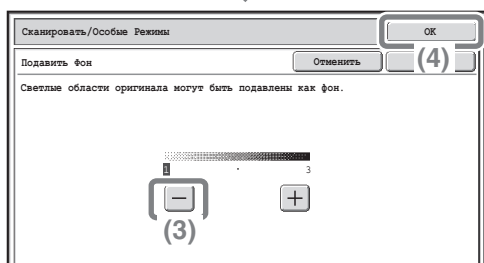 Сканировать/Особые Режимы OK
Подавить Фон Отменить (4)
Светлые области оригинала могут быть подавлены как фон.
1 · 3
− +
(3)